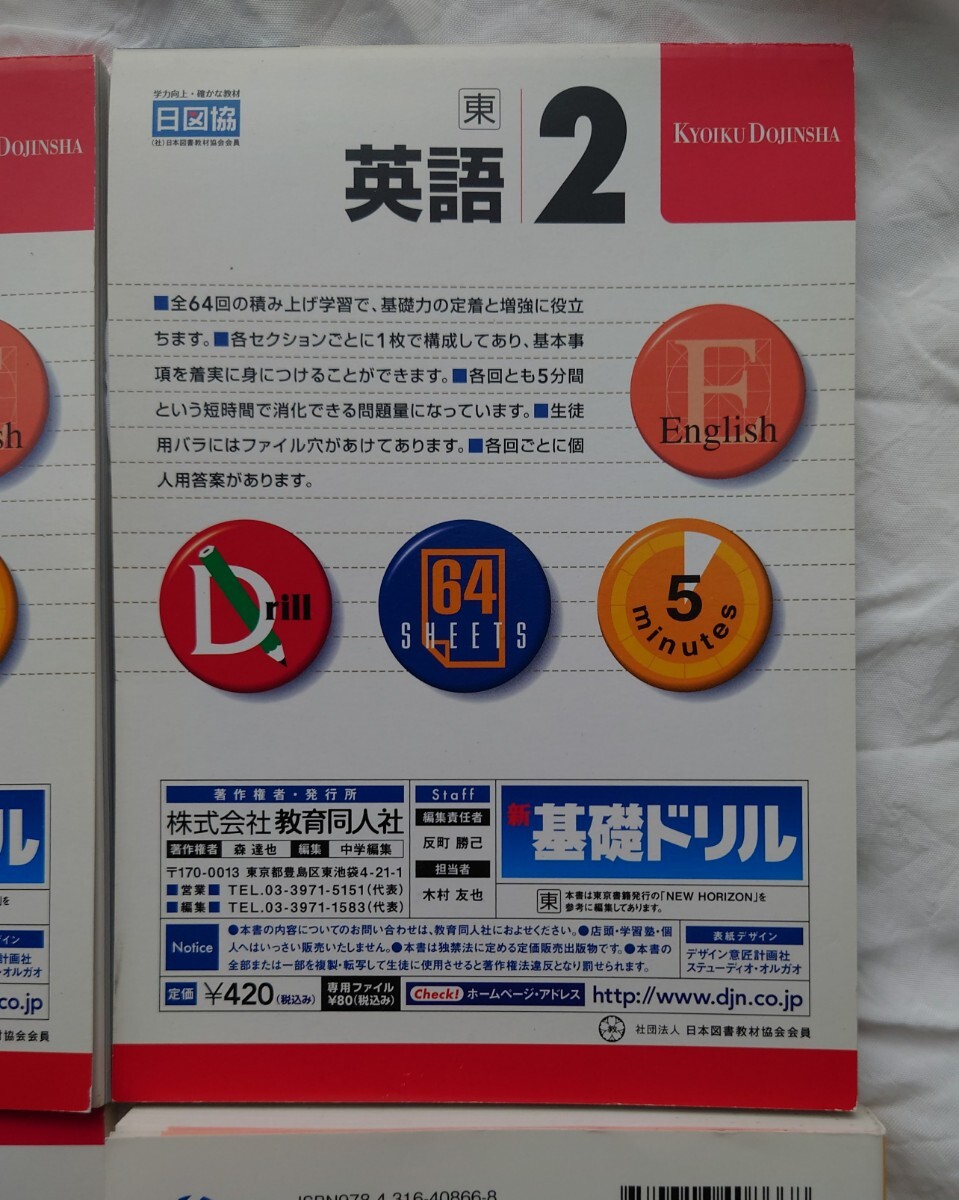 DOJINSHA
sh
ル
イン
計画社
・オルガオ
co.jp
教材協会会員
学力向上・確かな教材
日図協
(社)日本図書教材協会会員
東
英語 2
KYOIKU DOJINSHA
■全64回の積み上げ学習で、基礎力の定着と増強に役立
ちます。■各セクションごとに1枚で構成してあり、基本事
項を着実に身につけることができます。■各回とも5分間
という短時間で消化できる問題量になっています。■生徒
用バラにはファイル穴があけてあります。■各回ごとに個
人用答案があります。
E
English
Drill
64
SHEETS
5
minutes
著作権者・発行所
株式会社 教育同人社
著作権者 森 達也 編集 中学編集
〒170-0013 東京都豊島区東池袋4-21-1
■営業■ TEL.03-3971-5151(代表)
■編集■ TEL.03-3971-1583(代表)
Staff
編集責任者
反町 勝己
担当者
木村 友也
新 基礎ドリル
東 本書は東京書籍発行の「NEW HORIZON」を
参考に編集してあります。
Notice
●本書の内容についてのお問い合わせは、教育同人社におよせください。●店頭・学習塾・個
人へはいっさい販売いたしません。●本書は独禁法に定める定価販売出版物です。●本書の
全部または一部を複製・転写して生徒に使用させると著作権法違反となり罰せられます。
表紙デザイン
デザイン意匠計画社
ステューディオ・オルガオ
定価 ¥420(税込み)
専用ファイル
¥80(税込み)
Check! ホームページ・アドレス
http://www.djn.co.jp
社団法人 日本図書教材協会会員
ISBN978-4-316-40866-8